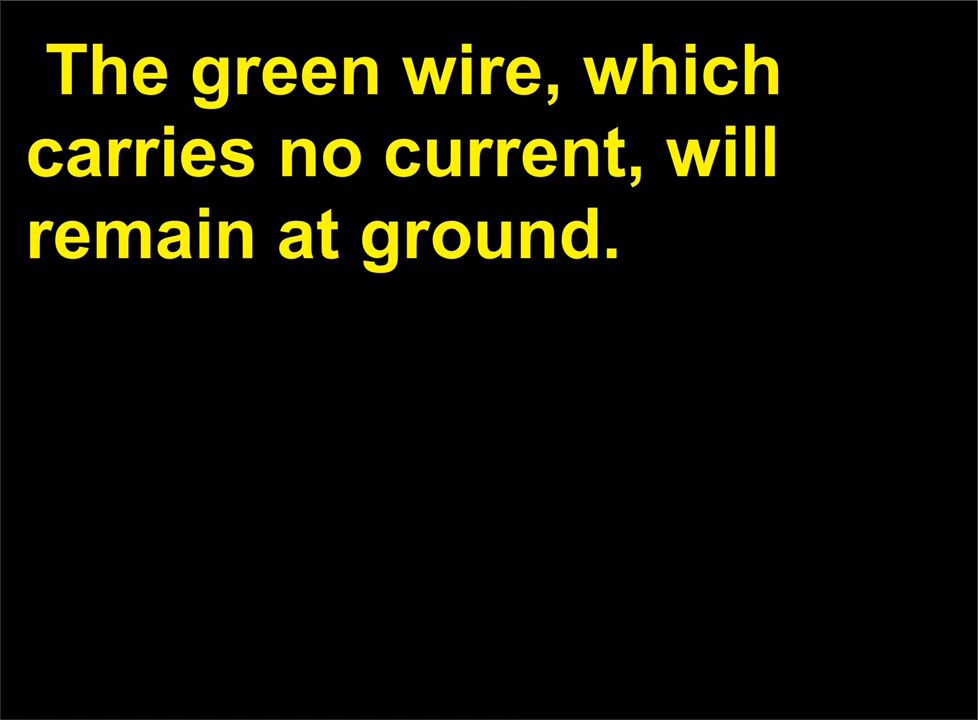 The green wire, which
carries no current, will
remain at ground.